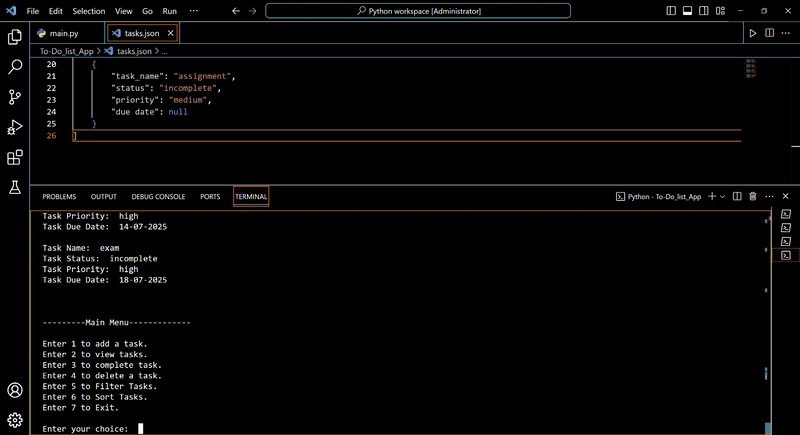 File Edit Selection View Go Run ··· Python workspace [Administrator]
main.py tasks.json
To-Do_list_App > tasks.json > ...
20 {
21 "task_name": "assignment",
22 "status": "incomplete",
23 "priority": "medium",
24 "due date": null
25 }
26 ]
PROBLEMS OUTPUT DEBUG CONSOLE PORTS TERMINAL Python - To-Do_list_App
Task Priority:  high
Task Due Date:  14-07-2025
Task Name:  exam
Task Status:  incomplete
Task Priority:  high
Task Due Date:  18-07-2025
---------Main Menu-------------
Enter 1 to add a task.
Enter 2 to view tasks.
Enter 3 to complete task.
Enter 4 to delete a task.
Enter 5 to Filter Tasks.
Enter 6 to Sort Tasks.
Enter 7 to Exit.
Enter your choice: